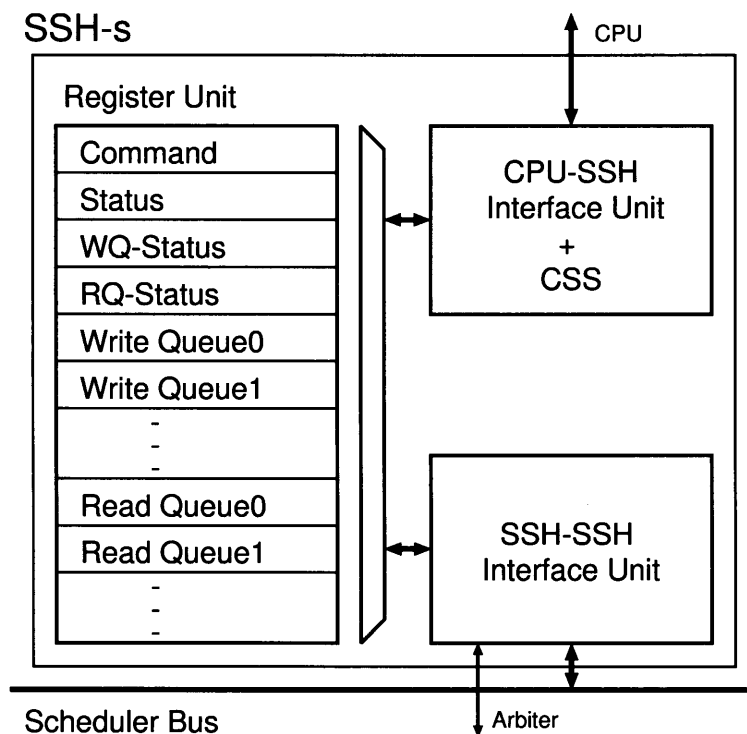 SSH-s
CPU
Register Unit
Command
Status
WQ-Status
RQ-Status
Write Queue0
Write Queue1
-
-
-
Read Queue0
Read Queue1
-
-
-
CPU-SSH
Interface Unit
+
CSS
SSH-SSH
Interface Unit
Scheduler Bus
Arbiter